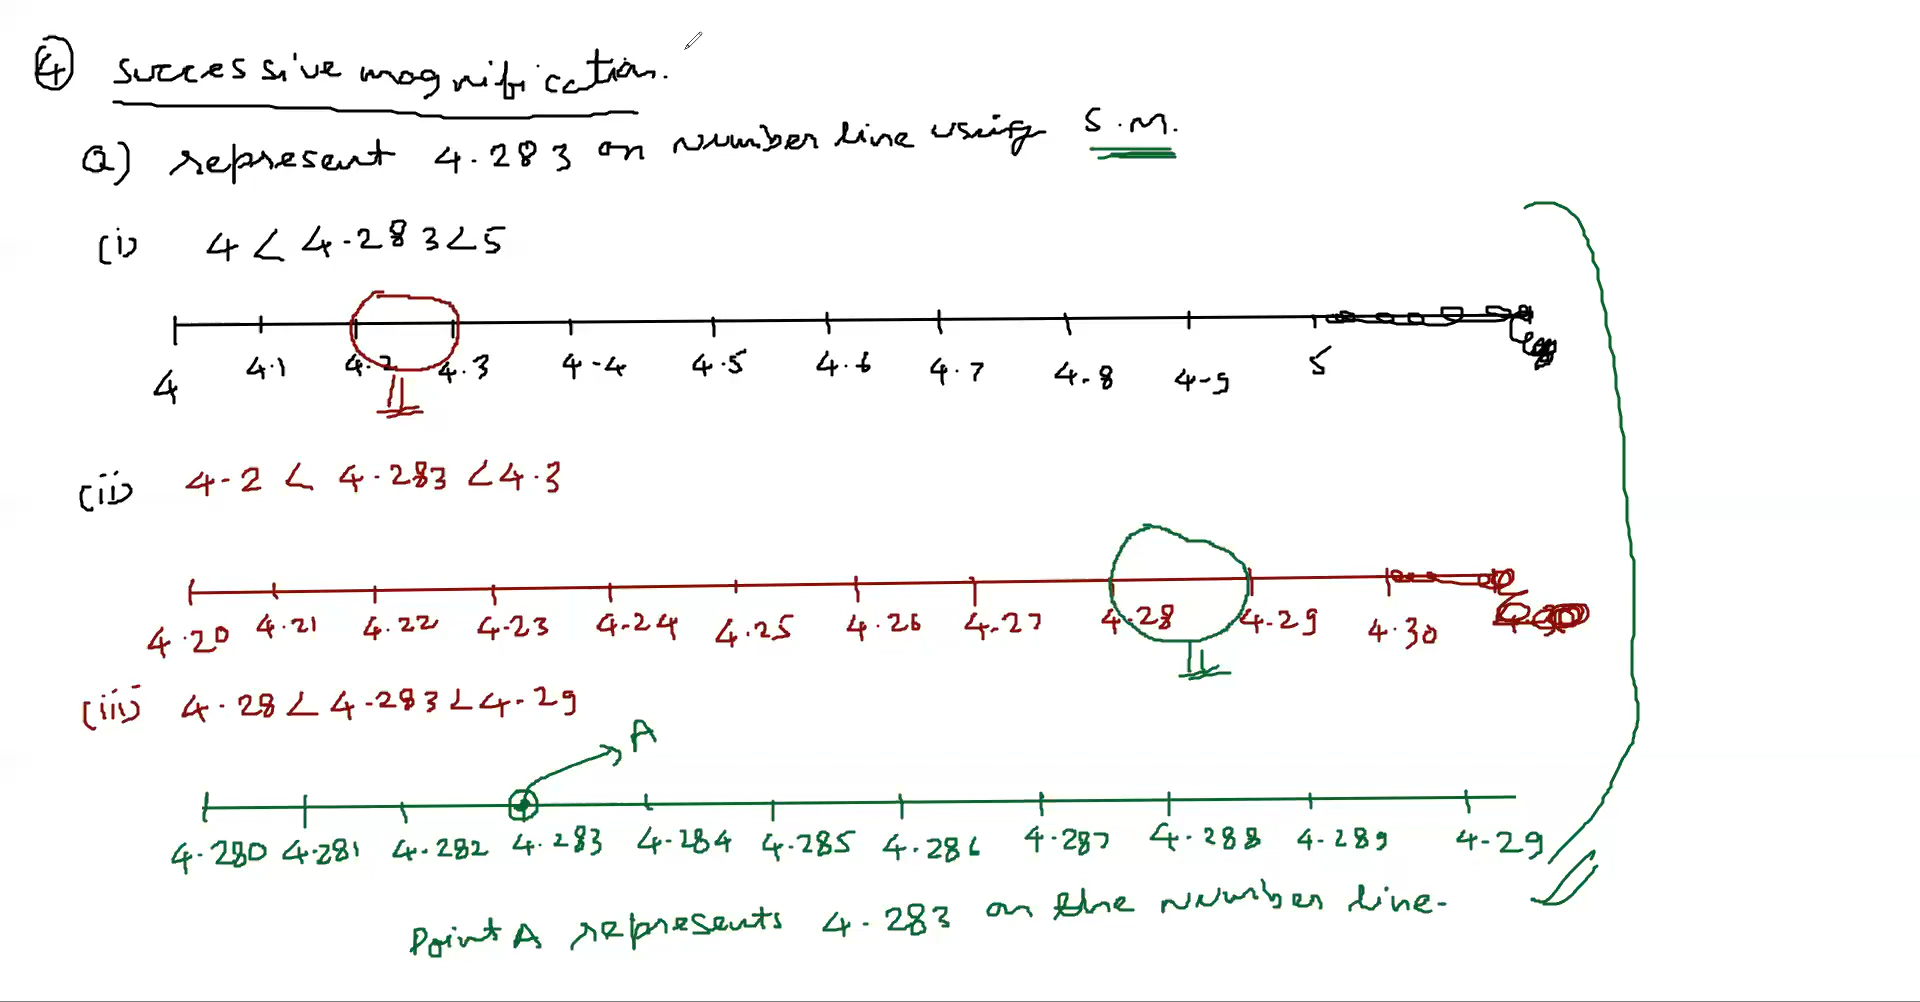 4 successive magnification.
Q) represent 4.283 on number line using S.M.
(i) 4 < 4.283 < 5
4 4.1 4.2 4.3 4.4 4.5 4.6 4.7 4.8 4.9 5
(ii) 4.2 < 4.283 < 4.3
4.20 4.21 4.22 4.23 4.24 4.25 4.26 4.27 4.28 4.29 4.30
(iii) 4.28 < 4.283 < 4.29
A
4.280 4.281 4.282 4.283 4.284 4.285 4.286 4.287 4.288 4.289 4.29
Point A represents 4.283 on the number line.